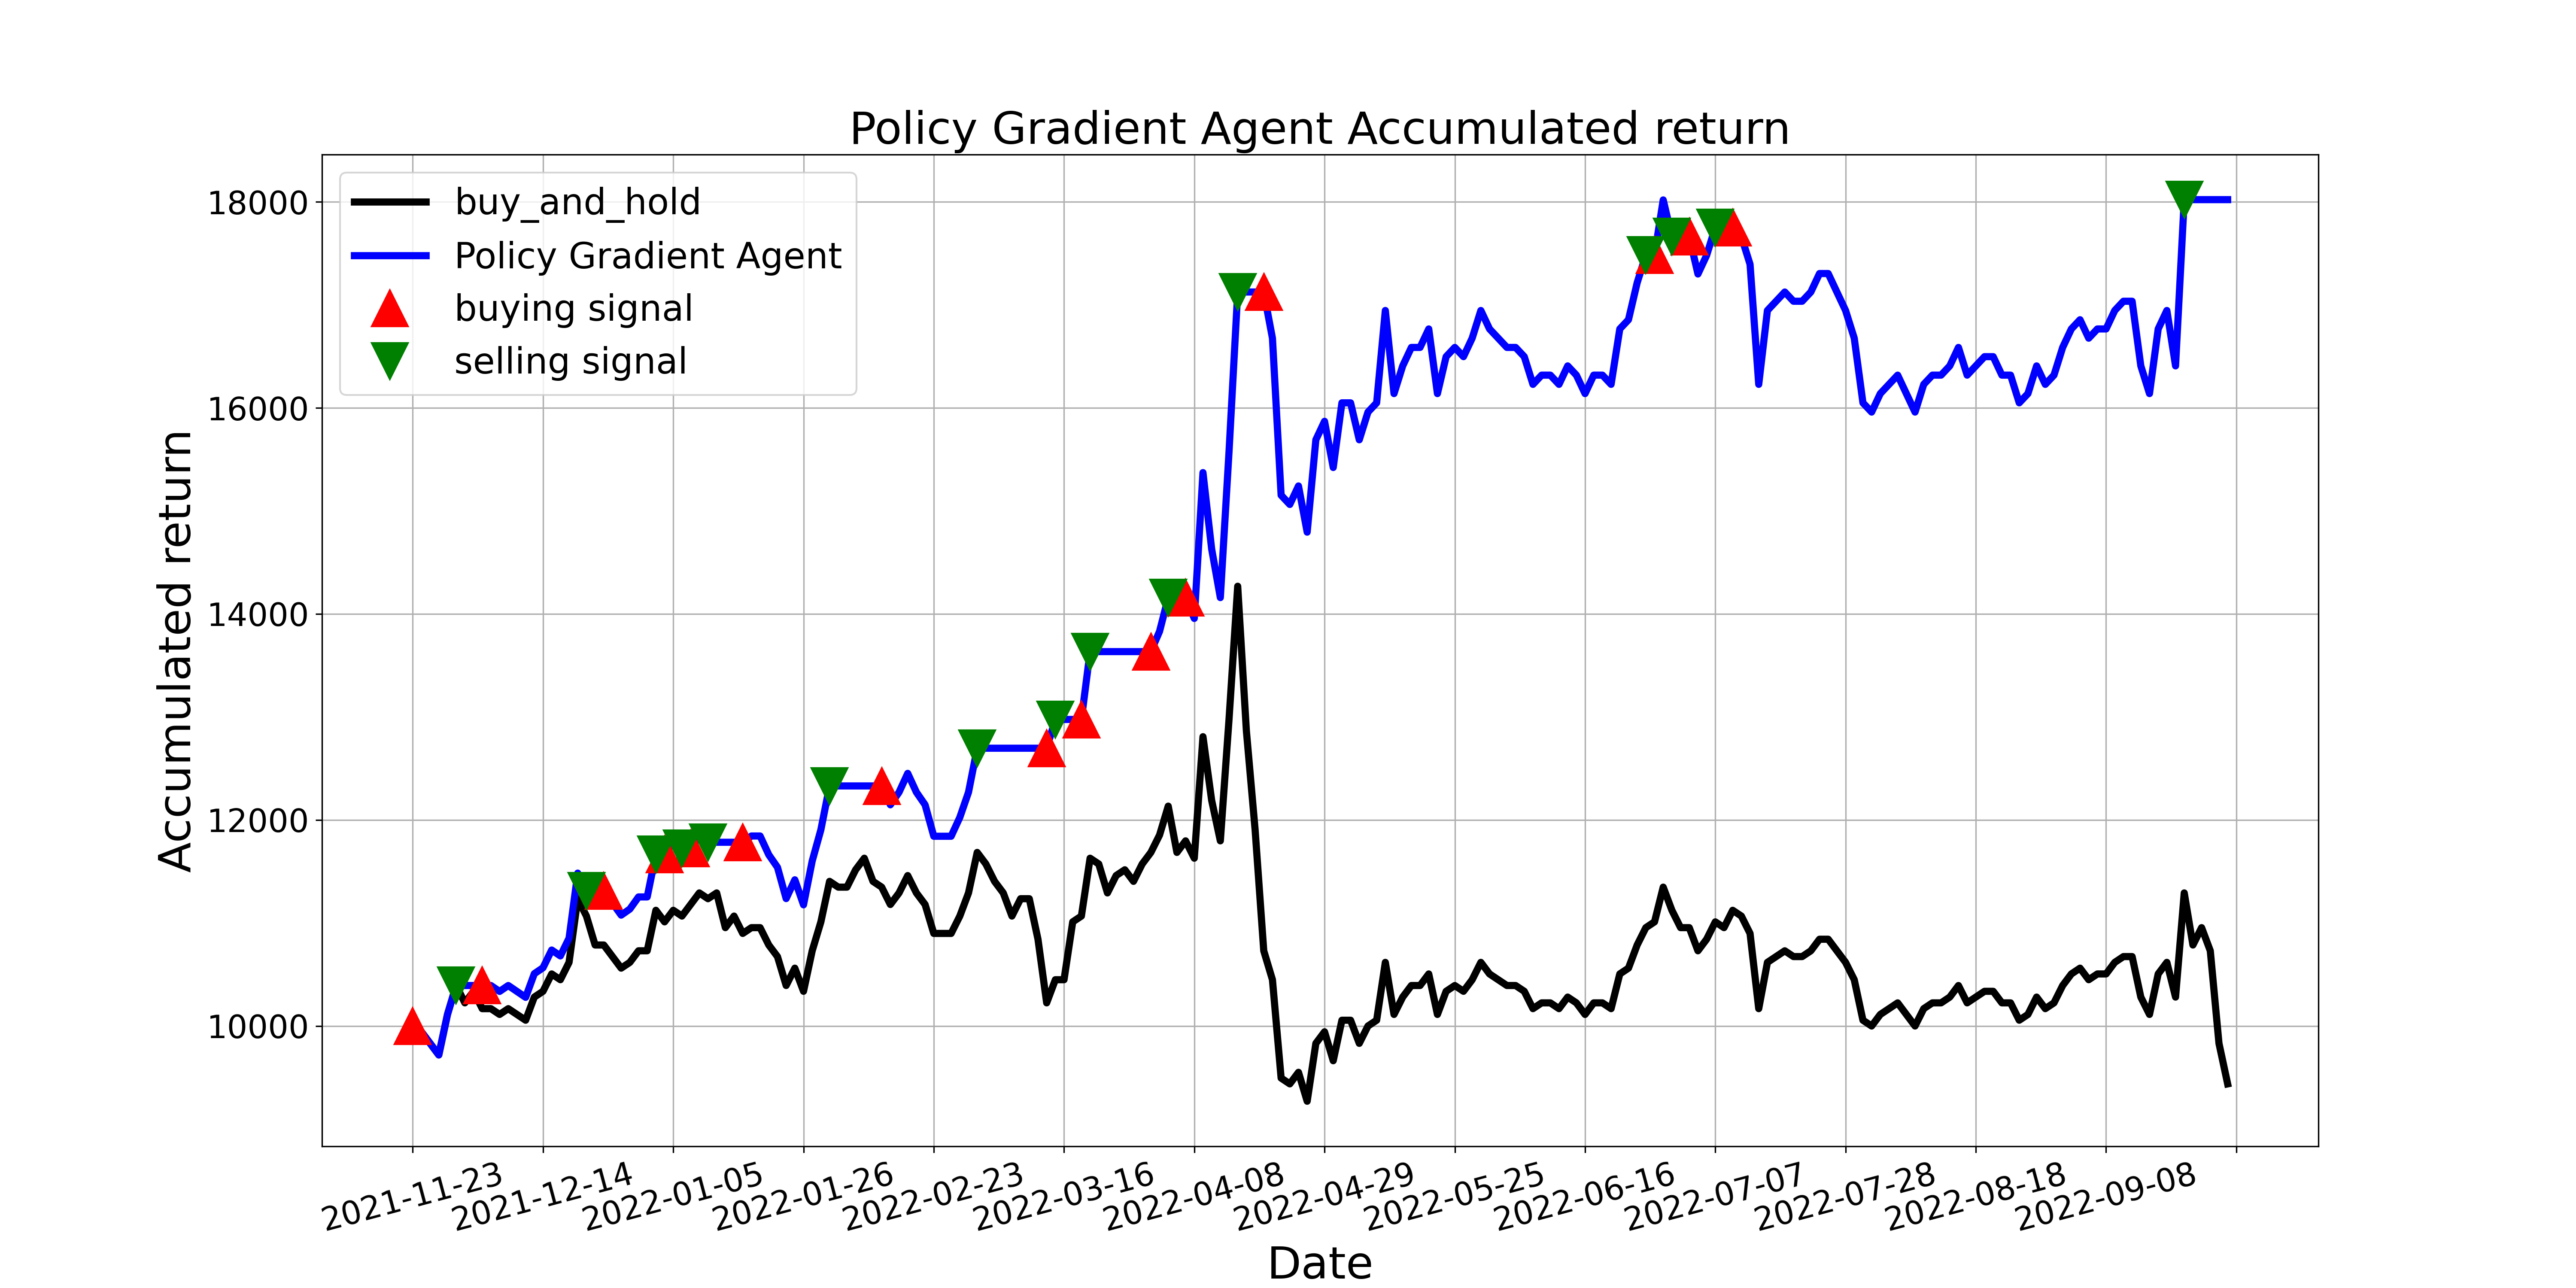 Policy Gradient Agent Accumulated return
buy_and_hold
Policy Gradient Agent
buying signal
selling signal
18000
16000
14000
12000
10000
Accumulated return
2021-11-23
2021-12-14
2022-01-05
2022-01-26
2022-02-23
2022-03-16
2022-04-08
2022-04-29
2022-05-25
2022-06-16
2022-07-07
2022-07-28
2022-08-18
2022-09-08
Date